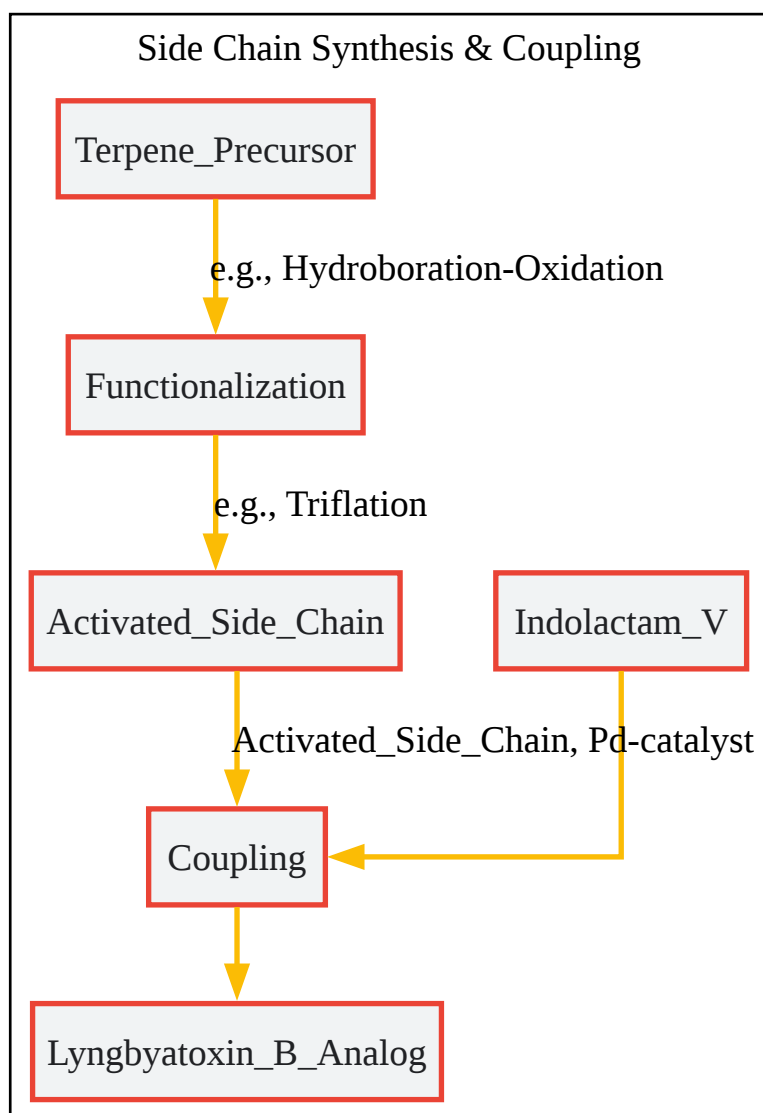 Side Chain Synthesis & Coupling
Terpene_Precursor
e.g., Hydroboration-Oxidation
Functionalization
e.g., Triflation
Activated_Side_Chain
Indolactam_V
Activated_Side_Chain, Pd-catalyst
Coupling
Lyngbyatoxin_B_Analog